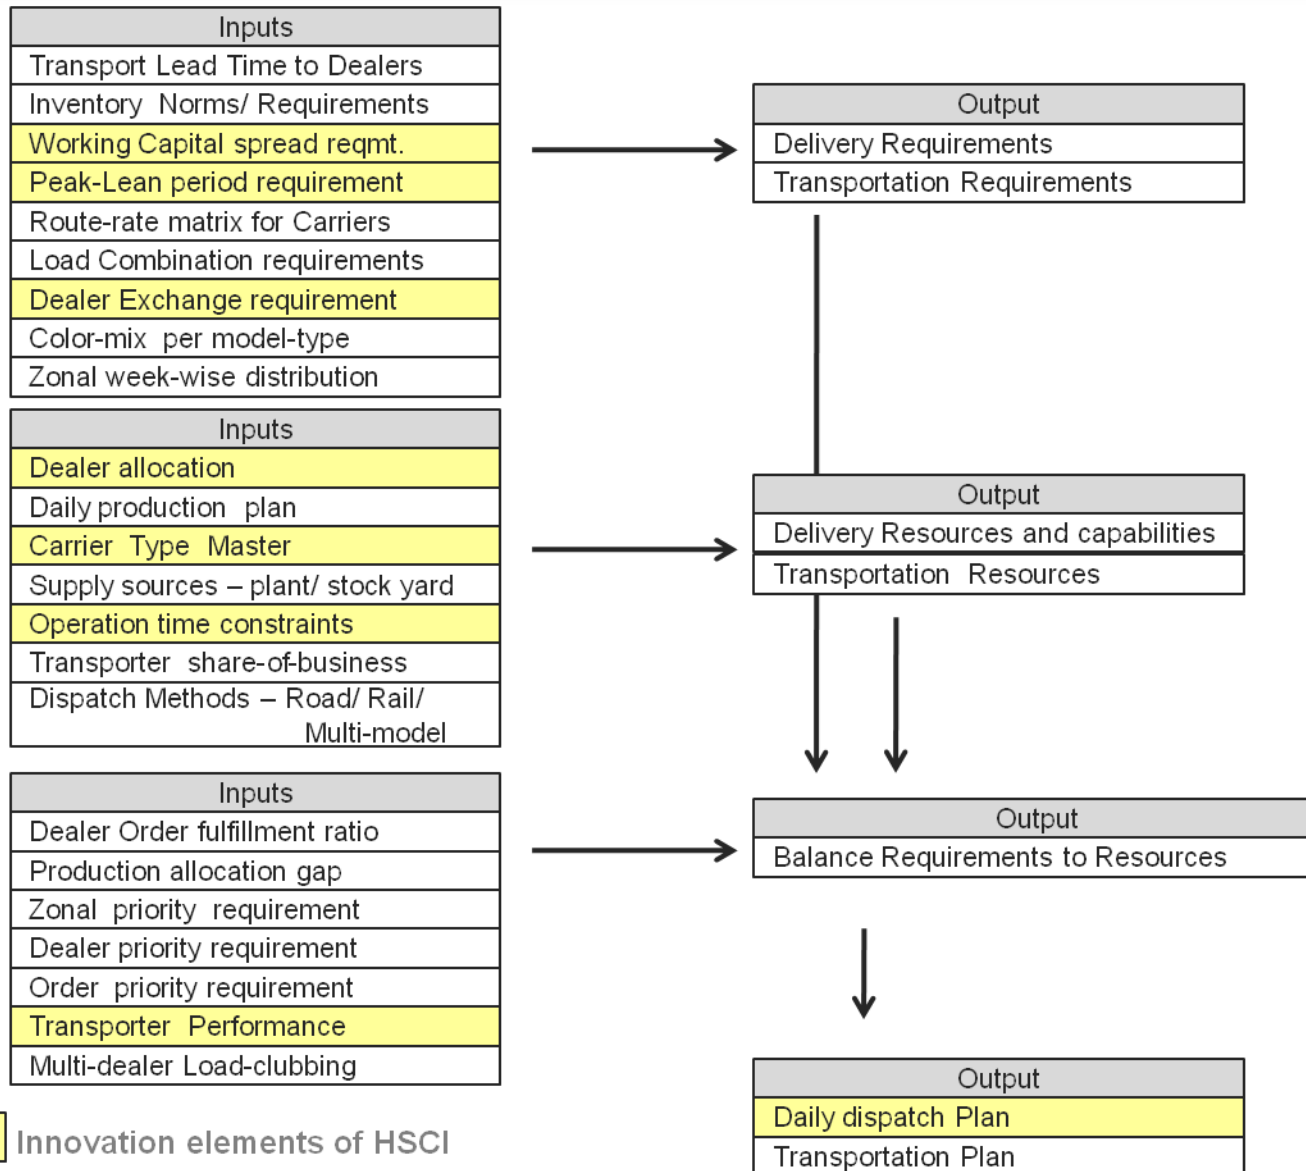 Inputs
Transport Lead Time to Dealers
Inventory Norms/ Requirements
Working Capital spread reqmt.
Peak-Lean period requirement
Route-rate matrix for Carriers
Load Combination requirements
Dealer Exchange requirement
Color-mix per model-type
Zonal week-wise distribution
Output
Delivery Requirements
Transportation Requirements
Inputs
Dealer allocation
Daily production plan
Carrier Type Master
Supply sources – plant/ stock yard
Operation time constraints
Transporter share-of-business
Dispatch Methods – Road/ Rail/
Multi-model
Output
Delivery Resources and capabilities
Transportation Resources
Inputs
Dealer Order fulfillment ratio
Production allocation gap
Zonal priority requirement
Dealer priority requirement
Order priority requirement
Transporter Performance
Multi-dealer Load-clubbing
Output
Balance Requirements to Resources
Output
Daily dispatch Plan
Transportation Plan
Innovation elements of HSCI